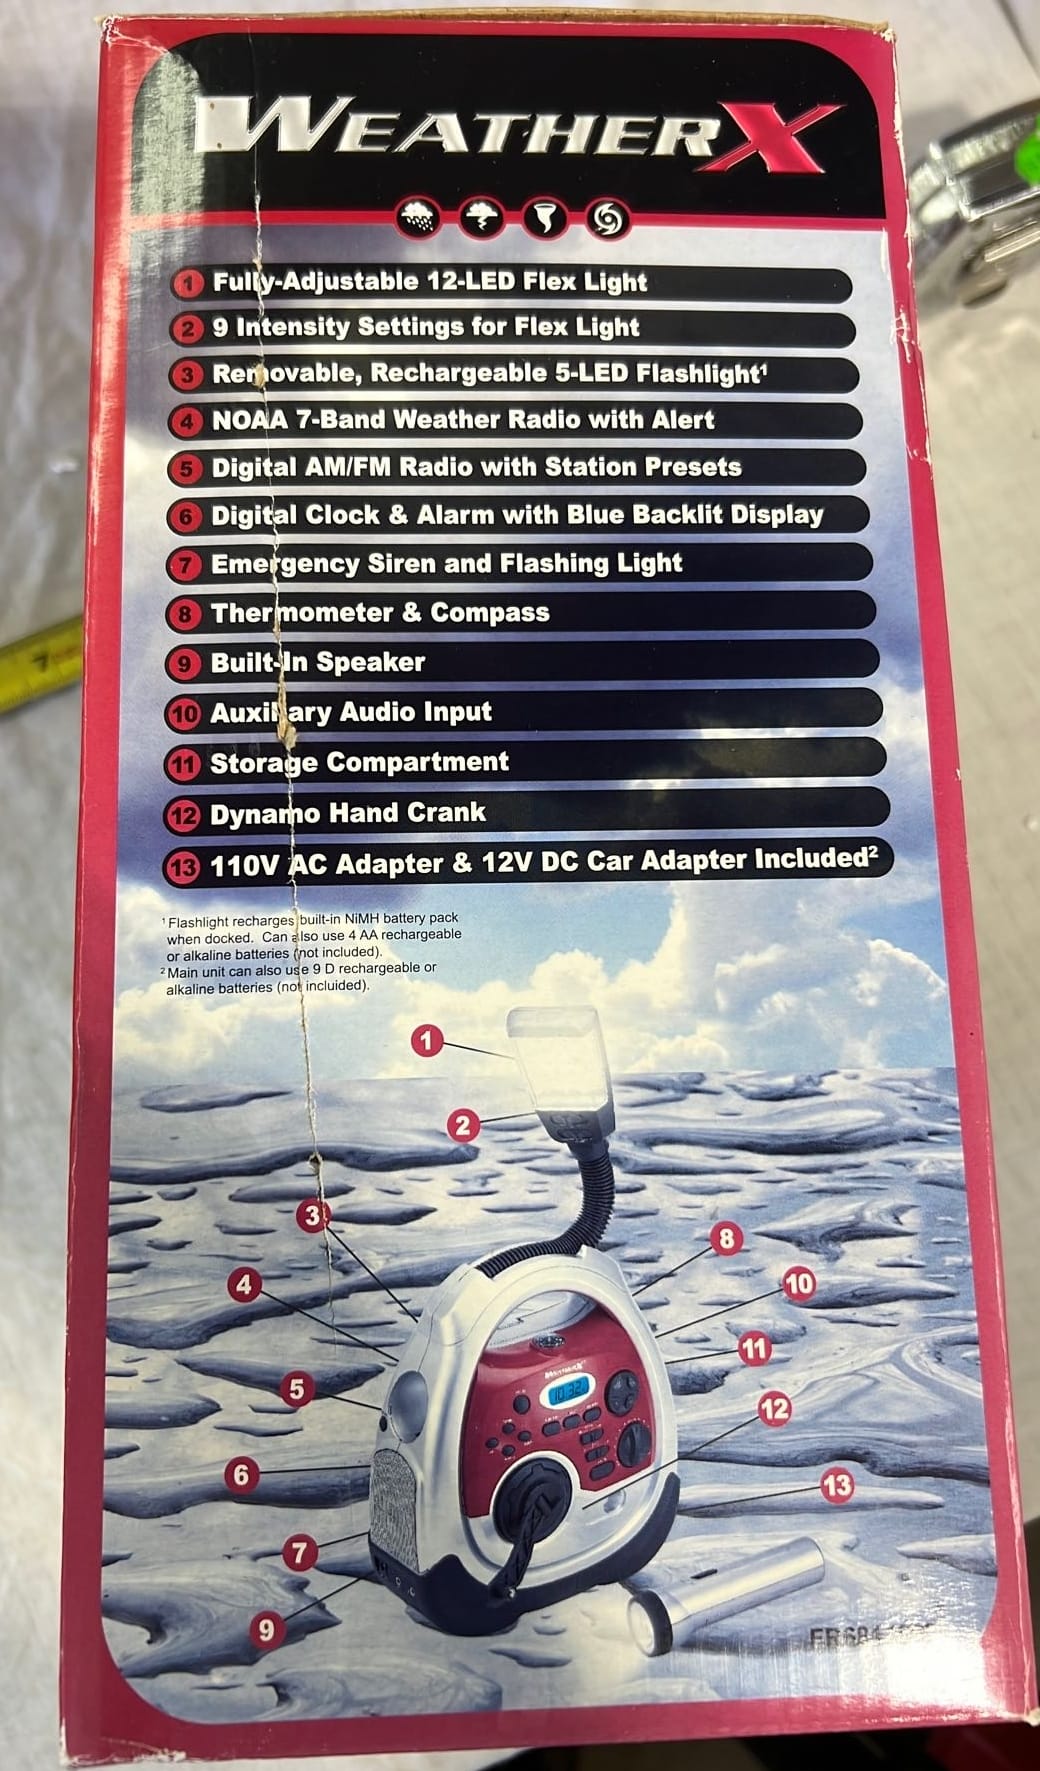 WEATHERX
1 Fully-Adjustable 12-LED Flex Light
2 9 Intensity Settings for Flex Light
3 Removable, Rechargeable 5-LED Flashlight¹
4 NOAA 7-Band Weather Radio with Alert
5 Digital AM/FM Radio with Station Presets
6 Digital Clock & Alarm with Blue Backlit Display
7 Emergency Siren and Flashing Light
8 Thermometer & Compass
9 Built-In Speaker
10 Auxiliary Audio Input
11 Storage Compartment
12 Dynamo Hand Crank
13 110V AC Adapter & 12V DC Car Adapter Included²
¹ Flashlight recharges built-in NiMH battery pack
when docked. Can also use 4 AA rechargeable
or alkaline batteries (not included).
² Main unit can also use 9 D rechargeable or
alkaline batteries (not incluided).
1
2
3
8
4
10
11
5
12
6
13
7
9
7